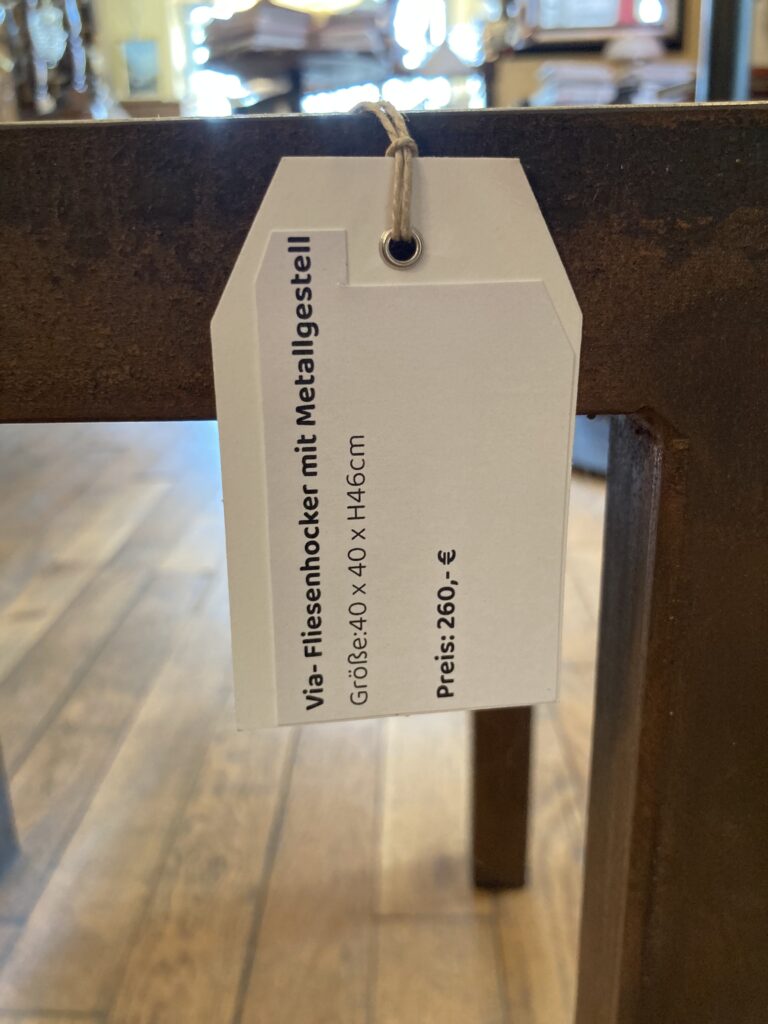 Via- Fliesenhocker mit Metallgestell
Größe:40 x 40 x H46cm
Preis: 260,- €